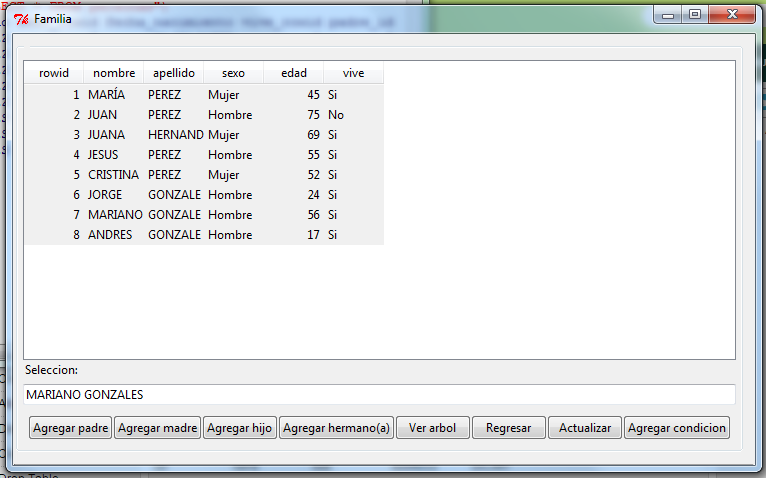 Familia
rowid nombre apellido sexo edad vive
1 MARÍA PEREZ Mujer 45 Si
2 JUAN PEREZ Hombre 75 No
3 JUANA HERNAND Mujer 69 Si
4 JESUS PEREZ Hombre 55 Si
5 CRISTINA PEREZ Mujer 52 Si
6 JORGE GONZALE Hombre 24 Si
7 MARIANO GONZALE Hombre 56 Si
8 ANDRES GONZALE Hombre 17 Si
Seleccion:
MARIANO GONZALES
Agregar padre Agregar madre Agregar hijo Agregar hermano(a) Ver arbol Regresar Actualizar Agregar condicion